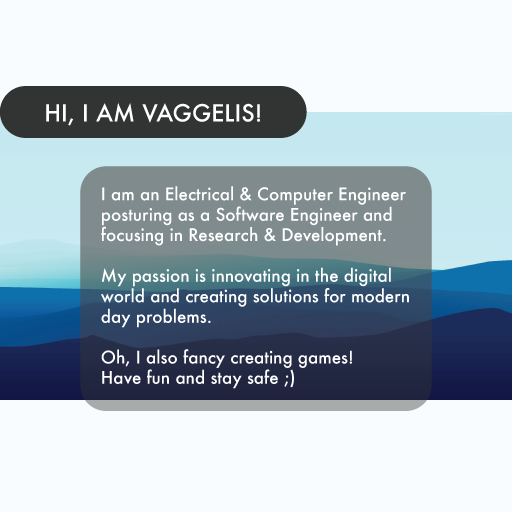 HI, I AM VAGGELIS!
I am an Electrical & Computer Engineer
posturing as a Software Engineer and
focusing in Research & Development.
My passion is innovating in the digital
world and creating solutions for modern
day problems.
Oh, I also fancy creating games!
Have fun and stay safe ;)